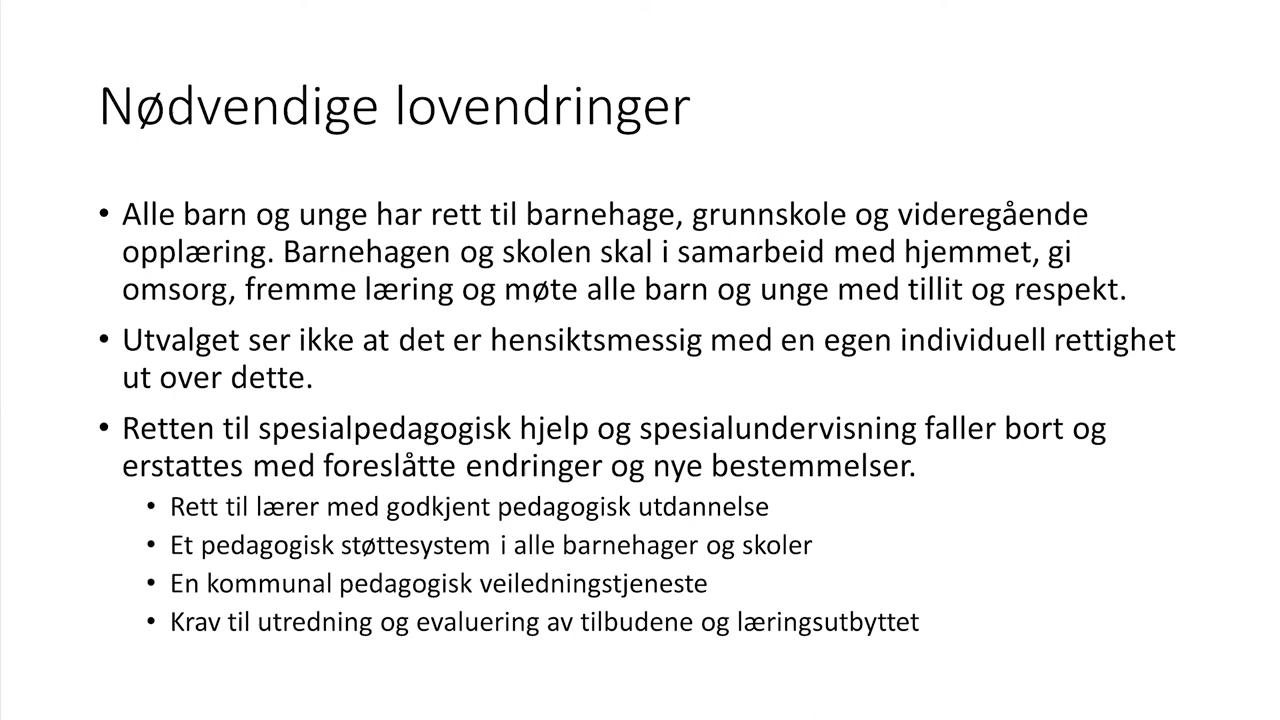 Nødvendige lovendringer
• Alle barn og unge har rett til barnehage, grunnskole og videregående
opplæring. Barnehagen og skolen skal i samarbeid med hjemmet, gi
omsorg, fremme læring og møte alle barn og unge med tillit og respekt.
• Utvalget ser ikke at det er hensiktsmessig med en egen individuell rettighet
ut over dette.
• Retten til spesialpedagogisk hjelp og spesialundervisning faller bort og
erstattes med foreslåtte endringer og nye bestemmelser.
• Rett til lærer med godkjent pedagogisk utdannelse
• Et pedagogisk støttesystem i alle barnehager og skoler
• En kommunal pedagogisk veiledningstjeneste
• Krav til utredning og evaluering av tilbudene og læringsutbyttet